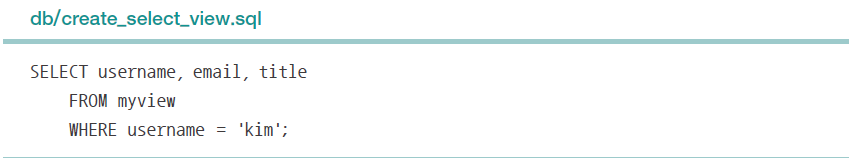 db/create_select_view.sql
SELECT username, email, title
FROM myview
WHERE username = 'kim';